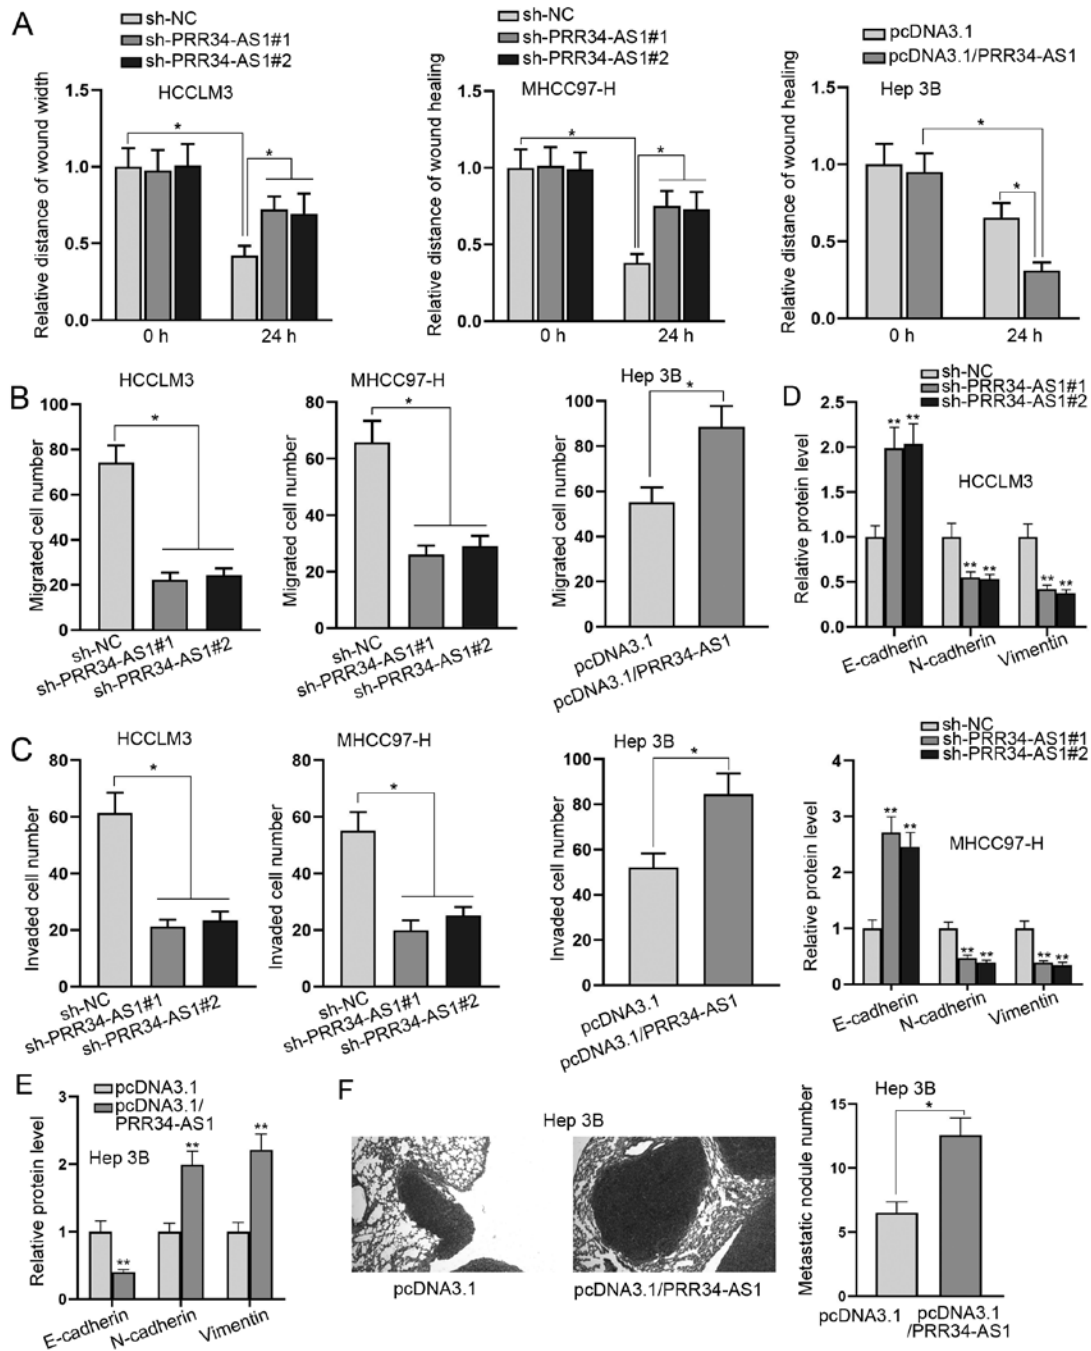 A
sh-NC
sh-PRR34-AS1#1
sh-PRR34-AS1#2
HCCLM3
Relative distance of wound width
1.5
1.0
0.5
0.0
*
*
0 h
24 h
sh-NC
sh-PRR34-AS1#1
sh-PRR34-AS1#2
MHCC97-H
Relative distance of wound healing
1.5
1.0
0.5
0.0
*
*
0 h
24 h
pcDNA3.1
pcDNA3.1/PRR34-AS1
Hep 3B
Relative distance of wound healing
1.5
1.0
0.5
0.0
*
*
0 h
24 h
B
HCCLM3
Migrated cell number
100
80
60
40
20
0
*
sh-NC
sh-PRR34-AS1#1
sh-PRR34-AS1#2
MHCC97-H
Migrated cell number
80
60
40
20
0
*
sh-NC
sh-PRR34-AS1#1
sh-PRR34-AS1#2
Hep 3B
Migrated cell number
100
80
60
40
20
0
*
pcDNA3.1
pcDNA3.1/PRR34-AS1
D
sh-NC
sh-PRR34-AS1#1
sh-PRR34-AS1#2
HCCLM3
Relative protein level
2.5
2.0
1.5
1.0
0.5
0.0
** **
** **
** **
E-cadherin
N-cadherin
Vimentin
C
HCCLM3
Invaded cell number
80
60
40
20
0
*
sh-NC
sh-PRR34-AS1#1
sh-PRR34-AS1#2
MHCC97-H
Invaded cell number
80
60
40
20
0
*
sh-NC
sh-PRR34-AS1#1
sh-PRR34-AS1#2
Hep 3B
Invaded cell number
100
80
60
40
20
0
*
pcDNA3.1
pcDNA3.1/PRR34-AS1
sh-NC
sh-PRR34-AS1#1
sh-PRR34-AS1#2
MHCC97-H
Relative protein level
4
3
2
1
0
** **
** **
** **
E-cadherin
N-cadherin
Vimentin
E
pcDNA3.1
pcDNA3.1/
PRR34-AS1
Hep 3B
Relative protein level
3
2
1
0
**
**
**
E-cadherin
N-cadherin
Vimentin
F
Hep 3B
pcDNA3.1
pcDNA3.1/PRR34-AS1
Hep 3B
Metastatic nodule number
15
10
5
0
*
pcDNA3.1
pcDNA3.1
/PRR34-AS1